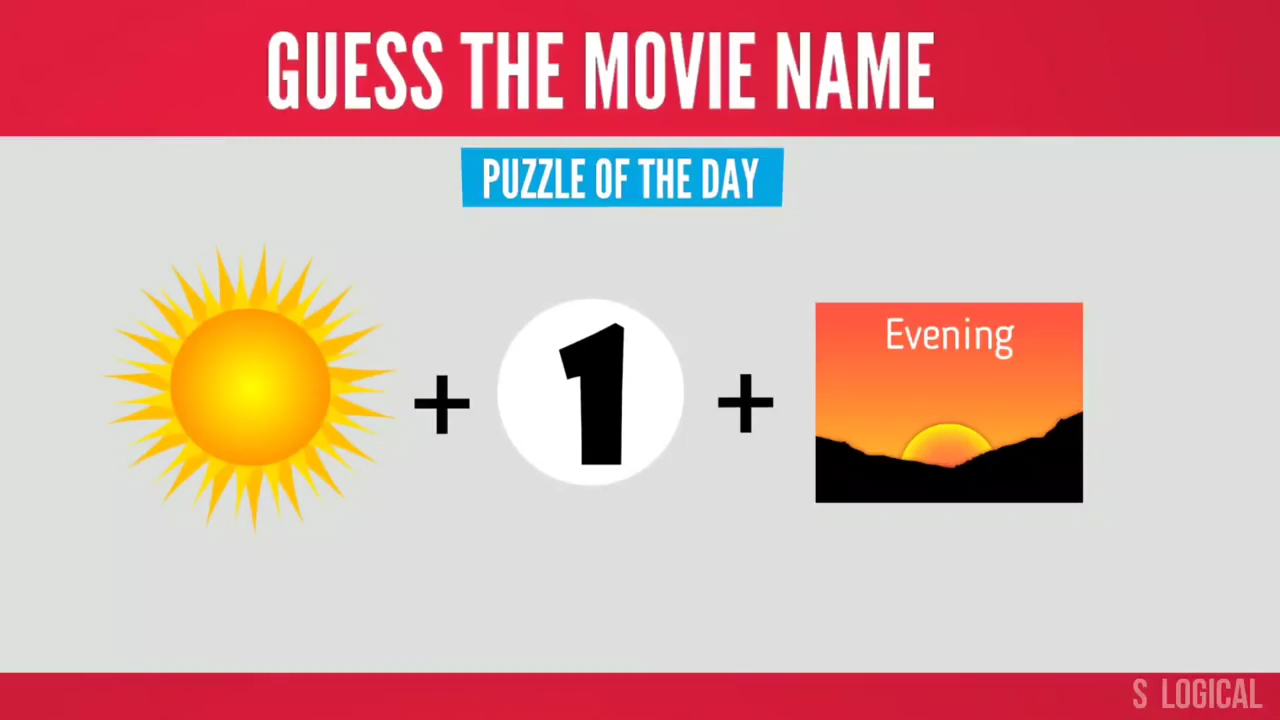 GUESS THE MOVIE NAME
PUZZLE OF THE DAY
+ 1 +
Evening
S LOGICAL